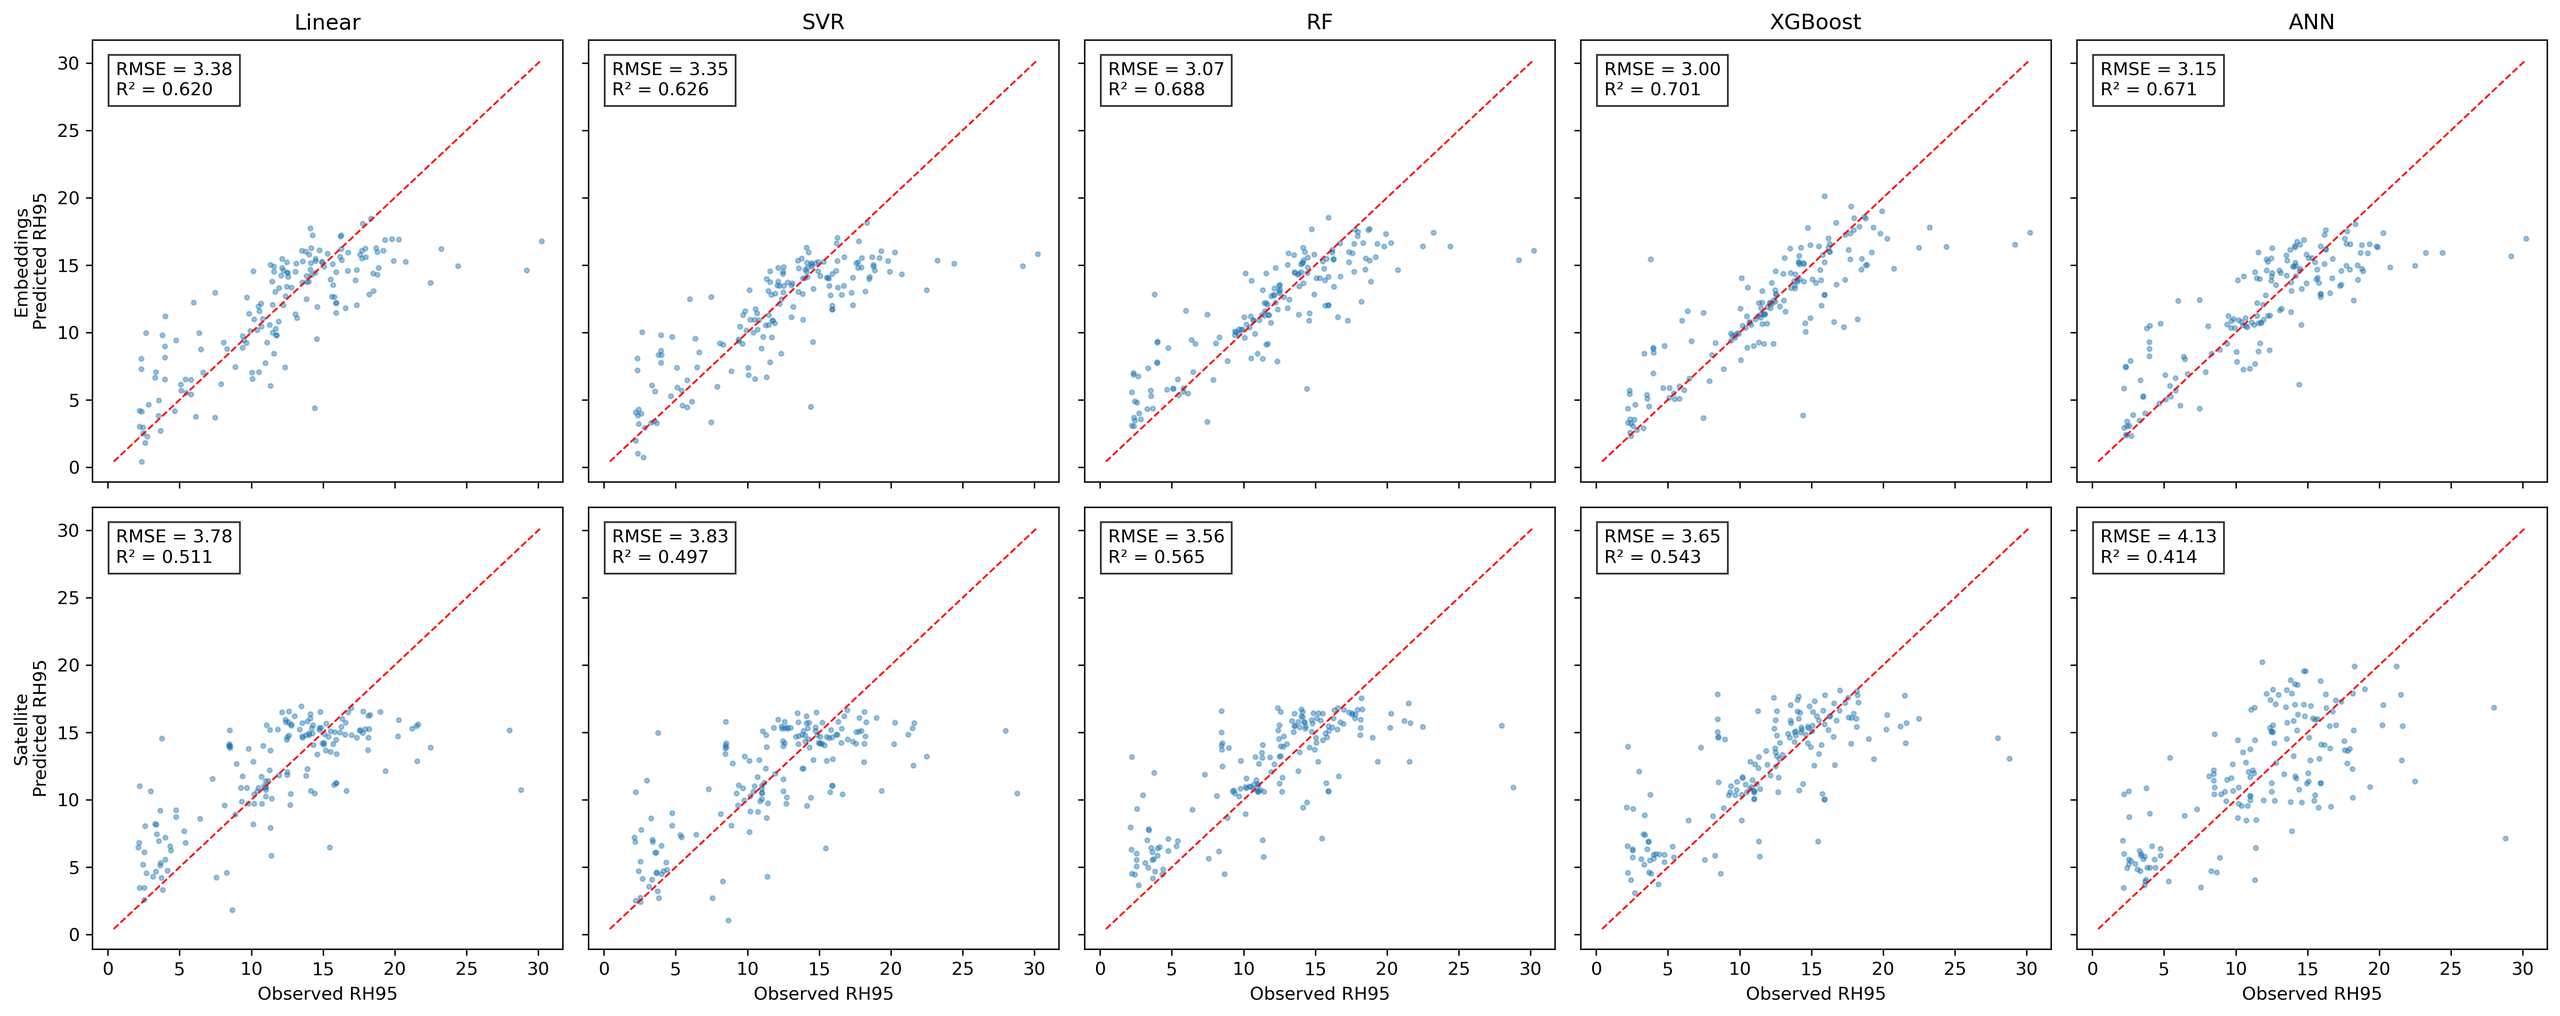 Linear
SVR
RF
XGBoost
ANN
RMSE = 3.38
R² = 0.620
RMSE = 3.35
R² = 0.626
RMSE = 3.07
R² = 0.688
RMSE = 3.00
R² = 0.701
RMSE = 3.15
R² = 0.671
30
25
20
15
10
5
0
Embeddings
Predicted RH95
RMSE = 3.78
R² = 0.511
RMSE = 3.83
R² = 0.497
RMSE = 3.56
R² = 0.565
RMSE = 3.65
R² = 0.543
RMSE = 4.13
R² = 0.414
30
25
20
15
10
5
0
Satellite
Predicted RH95
0 5 10 15 20 25 30
0 5 10 15 20 25 30
0 5 10 15 20 25 30
0 5 10 15 20 25 30
0 5 10 15 20 25 30
Observed RH95
Observed RH95
Observed RH95
Observed RH95
Observed RH95